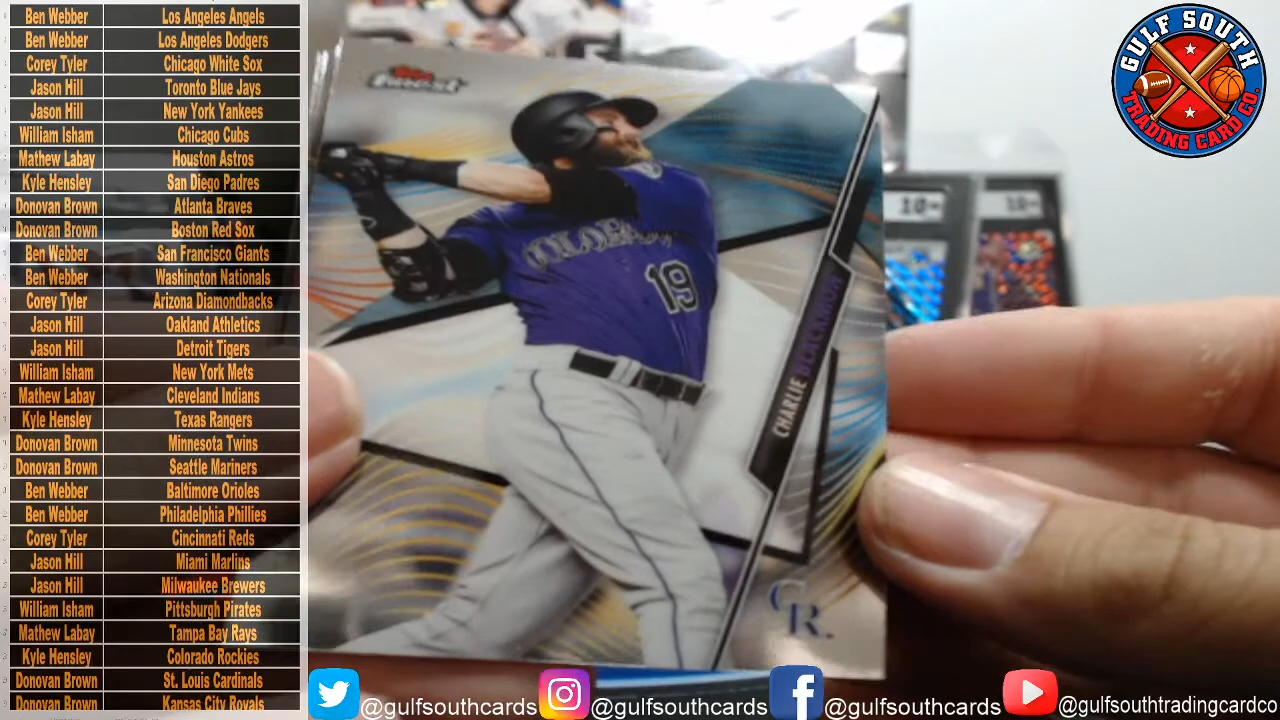 Ben Webber Los Angeles Angels
Ben Webber Los Angeles Dodgers
Corey Tyler Chicago White Sox
Jason Hill Toronto Blue Jays
Jason Hill New York Yankees
William Isham Chicago Cubs
Mathew Labay Houston Astros
Kyle Hensley San Diego Padres
Donovan Brown Atlanta Braves
Donovan Brown Boston Red Sox
Ben Webber San Francisco Giants
Ben Webber Washington Nationals
Corey Tyler Arizona Diamondbacks
Jason Hill Oakland Athletics
Jason Hill Detroit Tigers
William Isham New York Mets
Mathew Labay Cleveland Indians
Kyle Hensley Texas Rangers
Donovan Brown Minnesota Twins
Donovan Brown Seattle Mariners
Ben Webber Baltimore Orioles
Ben Webber Philadelphia Phillies
Corey Tyler Cincinnati Reds
Jason Hill Miami Marlins
Jason Hill Milwaukee Brewers
William Isham Pittsburgh Pirates
Mathew Labay Tampa Bay Rays
Kyle Hensley Colorado Rockies
Donovan Brown St. Louis Cardinals
Donovan Brown Kansas City Royals
Topps
Finest
COLORADO
19
CHARLIE BLACKMON
CR.
10
10
GULF SOUTH
TRADING CARD CO.
@gulfsouthcards @gulfsouthcards @gulfsouthcards @gulfsouthtradingcardco